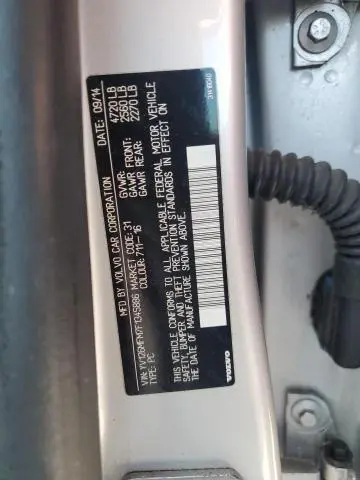 MFD BY: VOLVO CAR CORPORATION DATE: 09/14
GVWR: 4720 LB
GAWR FRONT: 2560 LB
MARKET CODE: 31 GAWR REAR: 2270 LB
COLOUR: 711-16
TYPE: PC
THIS VEHICLE CONFORMS TO ALL APPLICABLE FEDERAL MOTOR VEHICLE
SAFETY, BUMPER AND THEFT PREVENTION STANDARDS IN EFFECT ON
THE DATE OF MANUFACTURE SHOWN ABOVE.
VOLVO